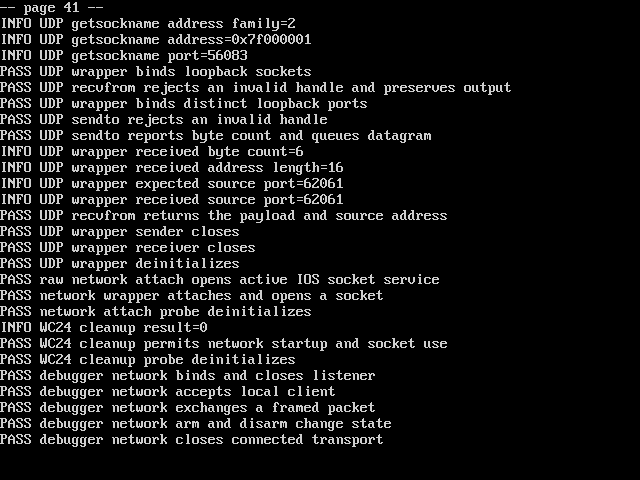 -- page 41 --
INFO UDP getsockname address family=2
INFO UDP getsockname address=0x7f000001
INFO UDP getsockname port=56083
PASS UDP wrapper binds loopback sockets
PASS UDP recvfrom rejects an invalid handle and preserves output
PASS UDP wrapper binds distinct loopback ports
PASS UDP sendto rejects an invalid handle
PASS UDP sendto reports byte count and queues datagram
INFO UDP wrapper received byte count=6
INFO UDP wrapper received address length=16
INFO UDP wrapper expected source port=62061
INFO UDP wrapper received source port=62061
PASS UDP recvfrom returns the payload and source address
PASS UDP wrapper sender closes
PASS UDP wrapper receiver closes
PASS UDP wrapper deinitializes
PASS raw network attach opens active IOS socket service
PASS network wrapper attaches and opens a socket
PASS network attach probe deinitializes
INFO WC24 cleanup result=0
PASS WC24 cleanup permits network startup and socket use
PASS WC24 cleanup probe deinitializes
PASS debugger network binds and closes listener
PASS debugger network accepts local client
PASS debugger network exchanges a framed packet
PASS debugger network arm and disarm change state
PASS debugger network closes connected transport